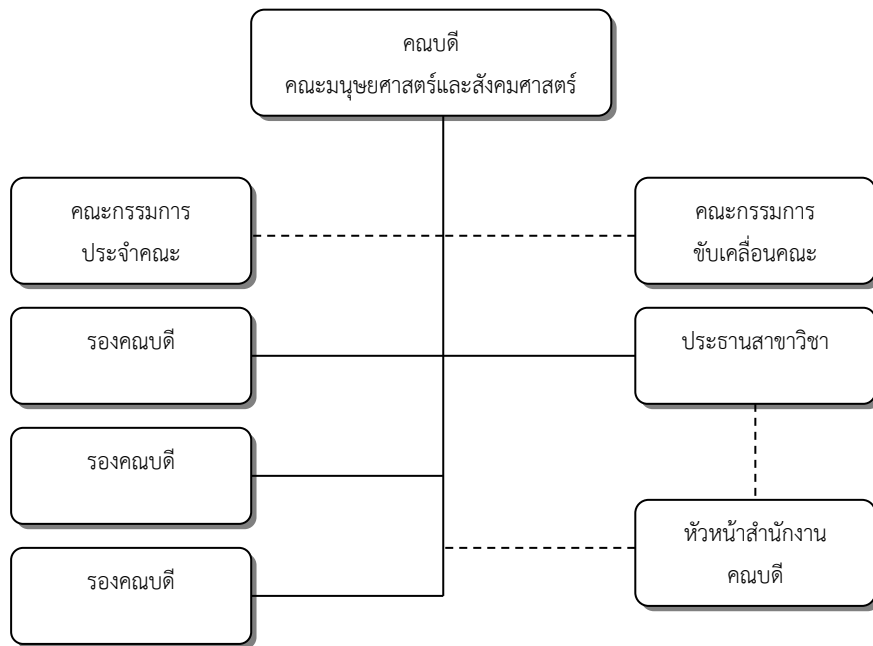 คณบดี
คณะมนุษยศาสตร์และสังคมศาสตร์
คณะกรรมการ
ประจำคณะ
คณะกรรมการ
ขับเคลื่อนคณะ
รองคณบดี
ประธานสาขาวิชา
รองคณบดี
หัวหน้าสำนักงาน
คณบดี
รองคณบดี